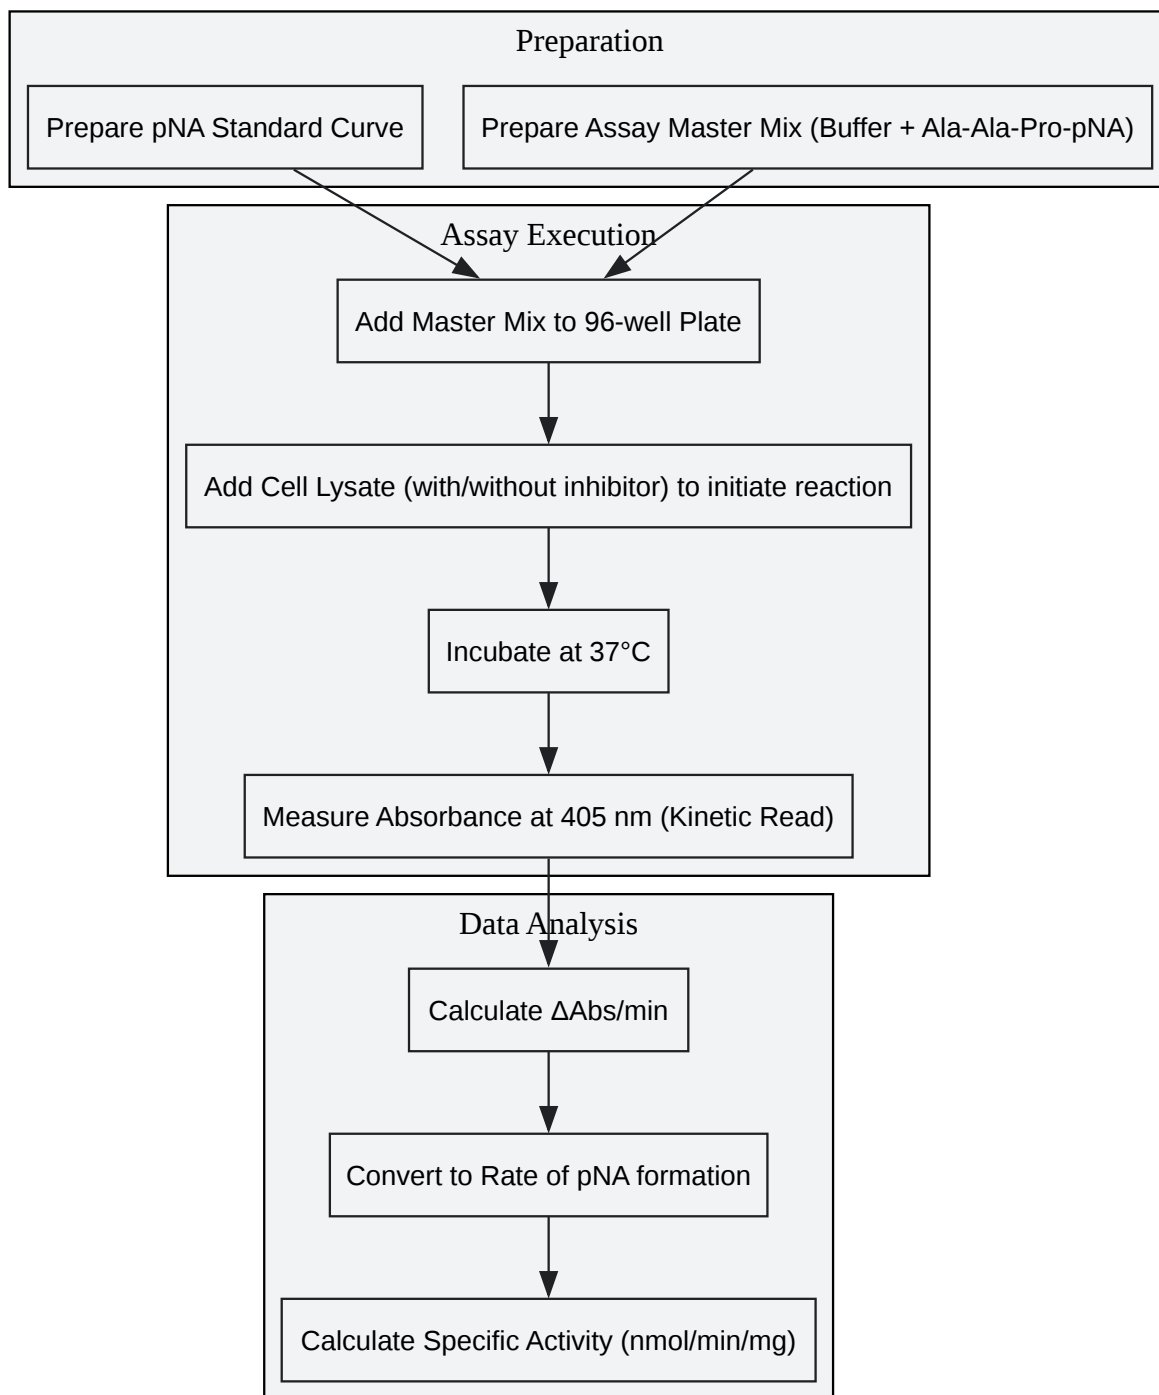 Preparation
Prepare pNA Standard Curve
Prepare Assay Master Mix (Buffer + Ala-Ala-Pro-pNA)
Assay Execution
Add Master Mix to 96-well Plate
Add Cell Lysate (with/without inhibitor) to initiate reaction
Incubate at 37°C
Measure Absorbance at 405 nm (Kinetic Read)
Data Analysis
Calculate ΔAbs/min
Convert to Rate of pNA formation
Calculate Specific Activity (nmol/min/mg)